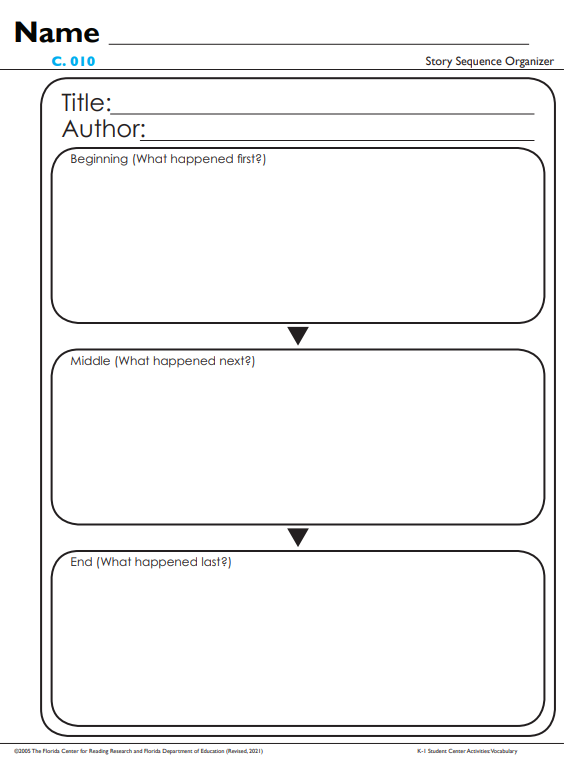 Name
C. 010 Story Sequence Organizer
Title:
Author:
Beginning (What happened first?)
Middle (What happened next?)
End (What happened last?)
©2005 The Florida Center for Reading Research and Florida Department of Education (Revised, 2021) K-1 Student Center Activities: Vocabulary